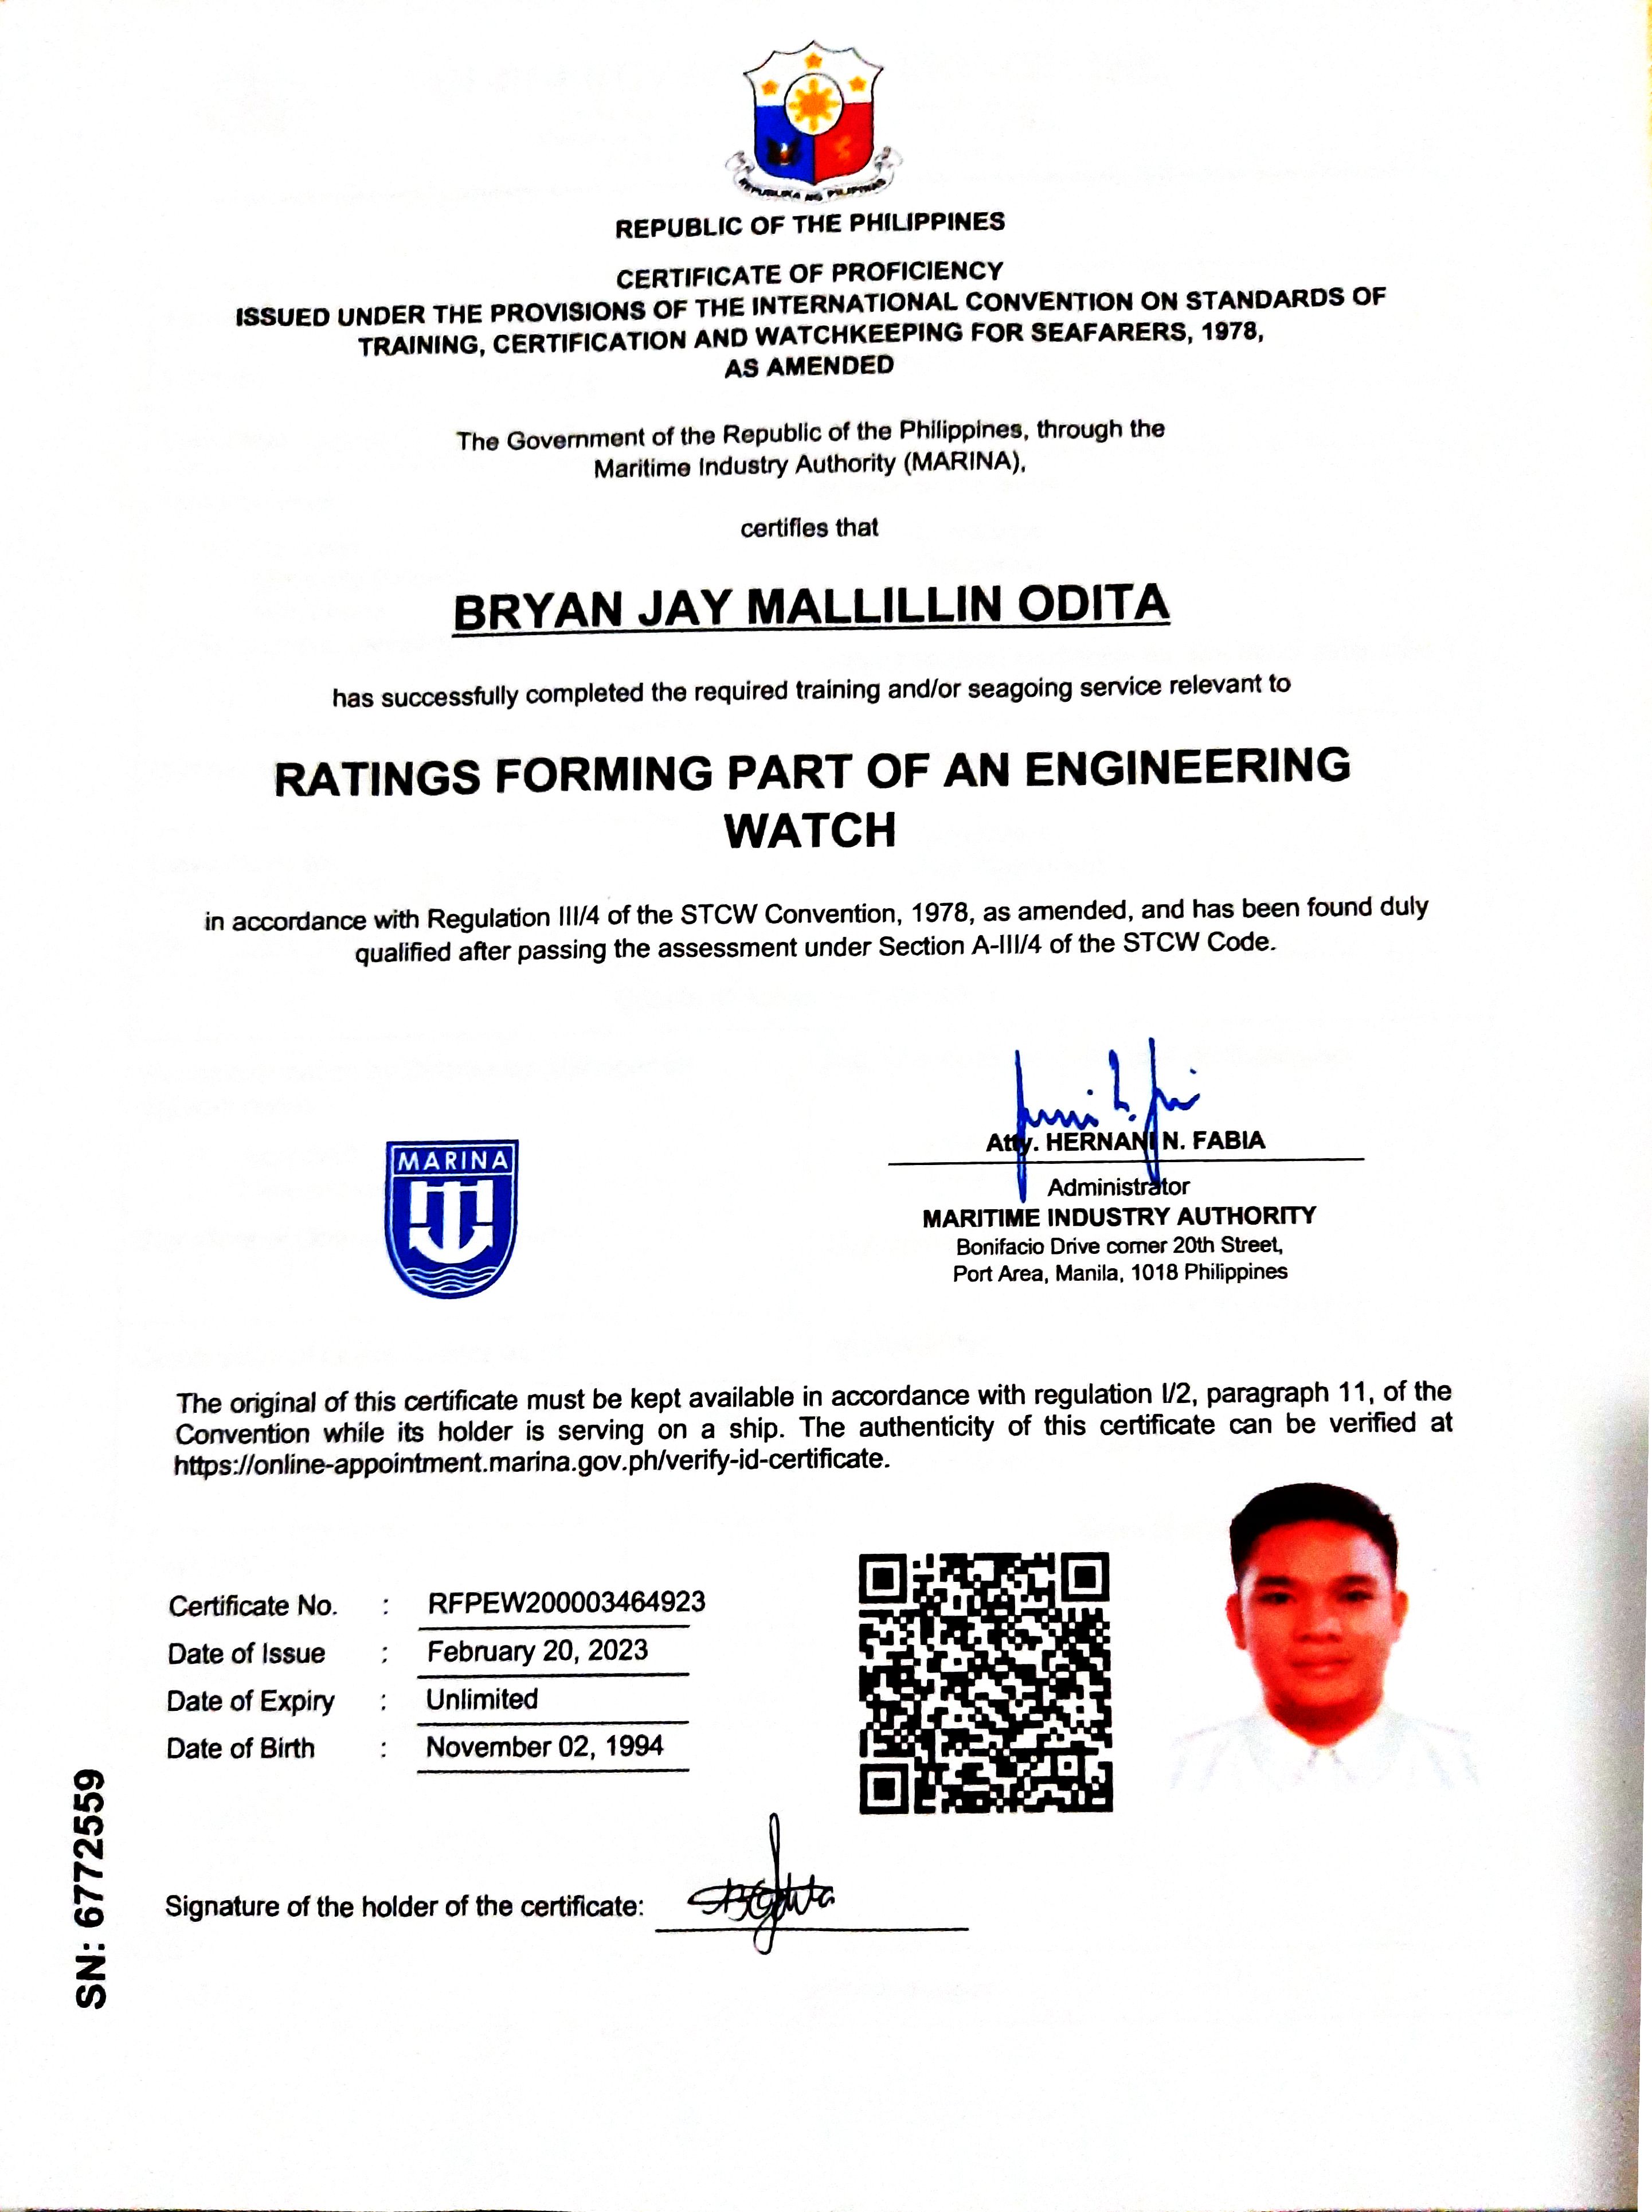 REPUBLIKA NG PILIPINAS
REPUBLIC OF THE PHILIPPINES
CERTIFICATE OF PROFICIENCY
ISSUED UNDER THE PROVISIONS OF THE INTERNATIONAL CONVENTION ON STANDARDS OF
TRAINING, CERTIFICATION AND WATCHKEEPING FOR SEAFARERS, 1978,
AS AMENDED
The Government of the Republic of the Philippines, through the
Maritime Industry Authority (MARINA),
certifies that
BRYAN JAY MALLILLIN ODITA
has successfully completed the required training and/or seagoing service relevant to
RATINGS FORMING PART OF AN ENGINEERING
WATCH
in accordance with Regulation III/4 of the STCW Convention, 1978, as amended, and has been found duly
qualified after passing the assessment under Section A-III/4 of the STCW Code.
MARINA
Atty. HERNANI N. FABIA
Administrator
MARITIME INDUSTRY AUTHORITY
Bonifacio Drive corner 20th Street,
Port Area, Manila, 1018 Philippines
The original of this certificate must be kept available in accordance with regulation I/2, paragraph 11, of the
Convention while its holder is serving on a ship. The authenticity of this certificate can be verified at
https://online-appointment.marina.gov.ph/verify-id-certificate.
Certificate No. : RFPEW200003464923
Date of Issue : February 20, 2023
Date of Expiry : Unlimited
Date of Birth : November 02, 1994
Signature of the holder of the certificate:
SN: 6772559